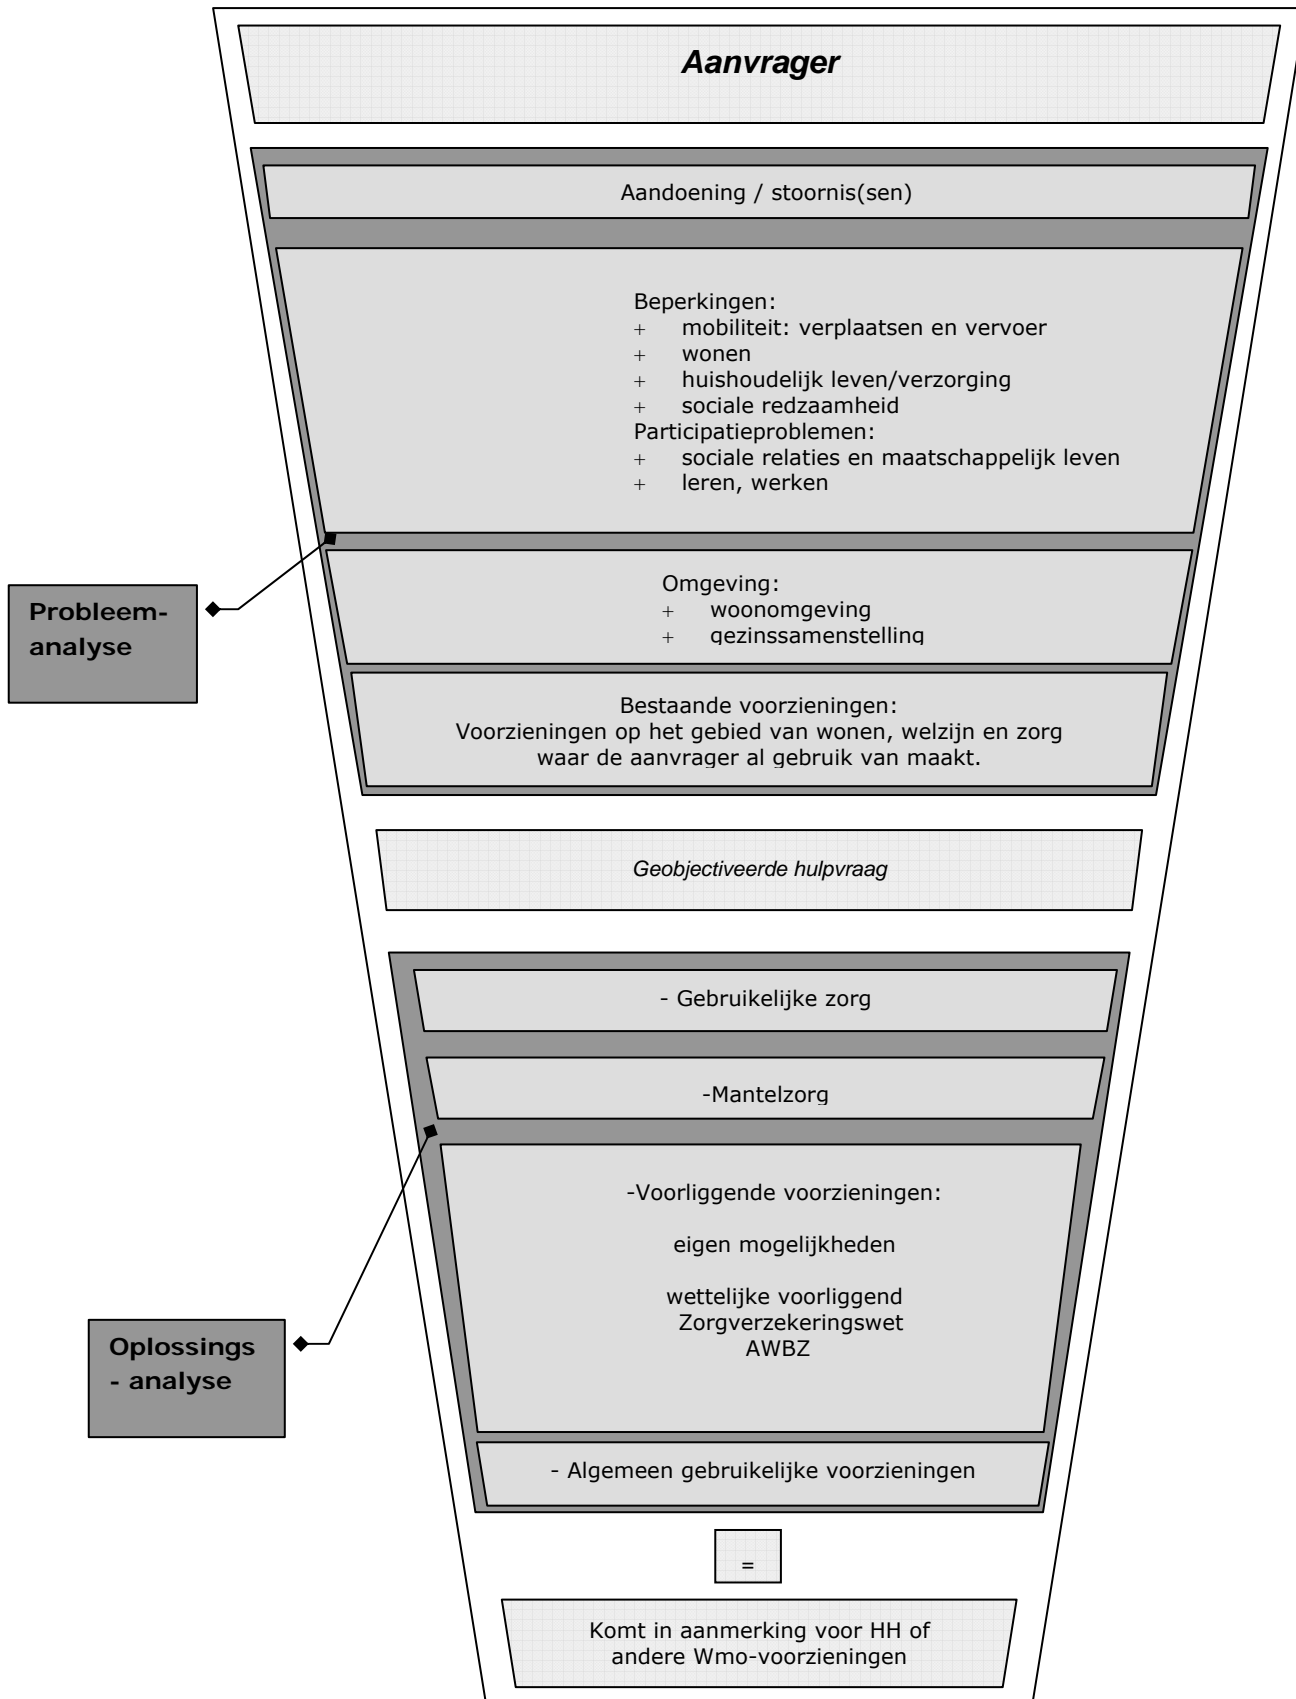 Aanvrager
Aandoening / stoornis(sen)
Beperkingen:
+ mobiliteit: verplaatsen en vervoer
+ wonen
+ huishoudelijk leven/verzorging
+ sociale redzaamheid
Participatieproblemen:
+ sociale relaties en maatschappelijk leven
+ leren, werken
Probleem-
analyse
Omgeving:
+ woonomgeving
+ gezinssamenstelling
Bestaande voorzieningen:
Voorzieningen op het gebied van wonen, welzijn en zorg
waar de aanvrager al gebruik van maakt.
Geobjectiveerde hulpvraag
- Gebruikelijke zorg
-Mantelzorg
-Voorliggende voorzieningen:
eigen mogelijkheden
wettelijke voorliggend
Zorgverzekeringswet
AWBZ
Oplossings
- analyse
- Algemeen gebruikelijke voorzieningen
=
Komt in aanmerking voor HH of
andere Wmo-voorzieningen